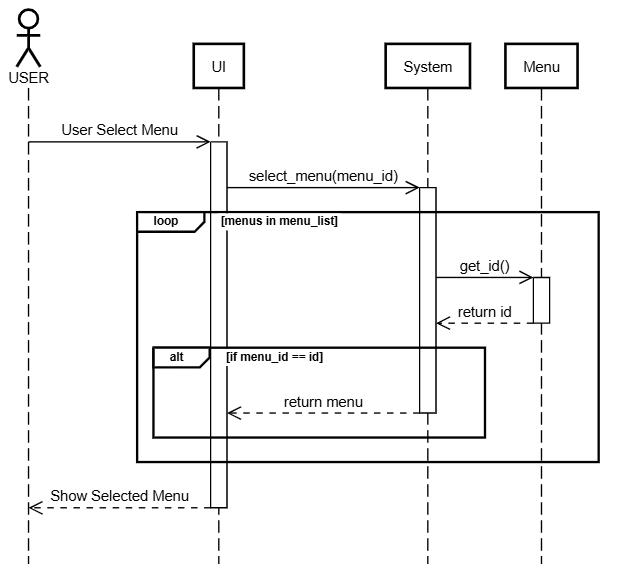 USER
UI
System
Menu
User Select Menu
select_menu(menu_id)
loop
[menus in menu_list]
get_id()
return id
alt
[if menu_id == id]
return menu
Show Selected Menu